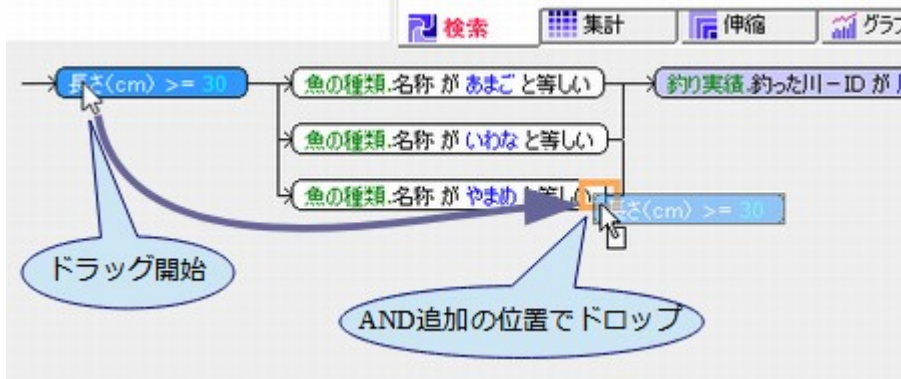 検索 集計 伸縮 グラフ
長さ(cm) >= 30 魚の種類.名称 が あまご と等しい 釣り実績.釣った川－ID が
魚の種類.名称 が いわな と等しい
魚の種類.名称 が やまめ と等しい
長さ(cm) >= 30
ドラッグ開始
AND追加の位置でドロップ